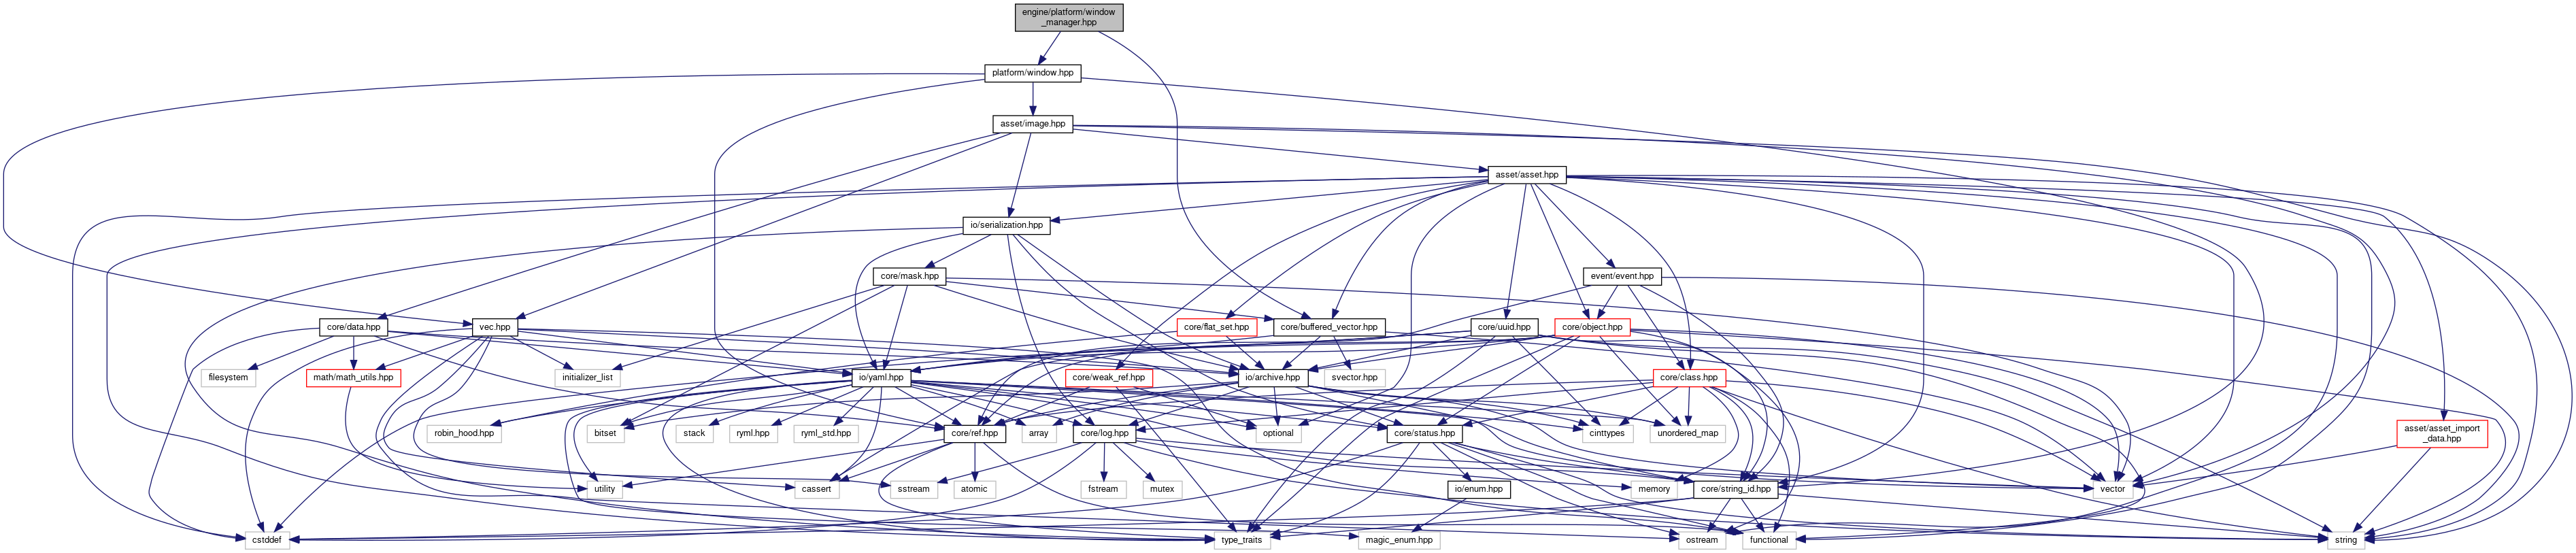 engine/platform/window
_manager.hpp
platform/window.hpp
asset/image.hpp
asset/asset.hpp
io/serialization.hpp
core/mask.hpp
event/event.hpp
core/data.hpp
vec.hpp
core/flat_set.hpp
core/buffered_vector.hpp
core/uuid.hpp
core/object.hpp
filesystem
math/math_utils.hpp
initializer_list
io/yaml.hpp
core/weak_ref.hpp
io/archive.hpp
svector.hpp
core/class.hpp
robin_hood.hpp
bitset
stack
ryml.hpp
ryml_std.hpp
core/ref.hpp
array
core/log.hpp
optional
core/status.hpp
cinttypes
unordered_map
asset/asset_import
_data.hpp
utility
cassert
sstream
atomic
fstream
mutex
io/enum.hpp
memory
core/string_id.hpp
vector
cstddef
type_traits
magic_enum.hpp
ostream
functional
string